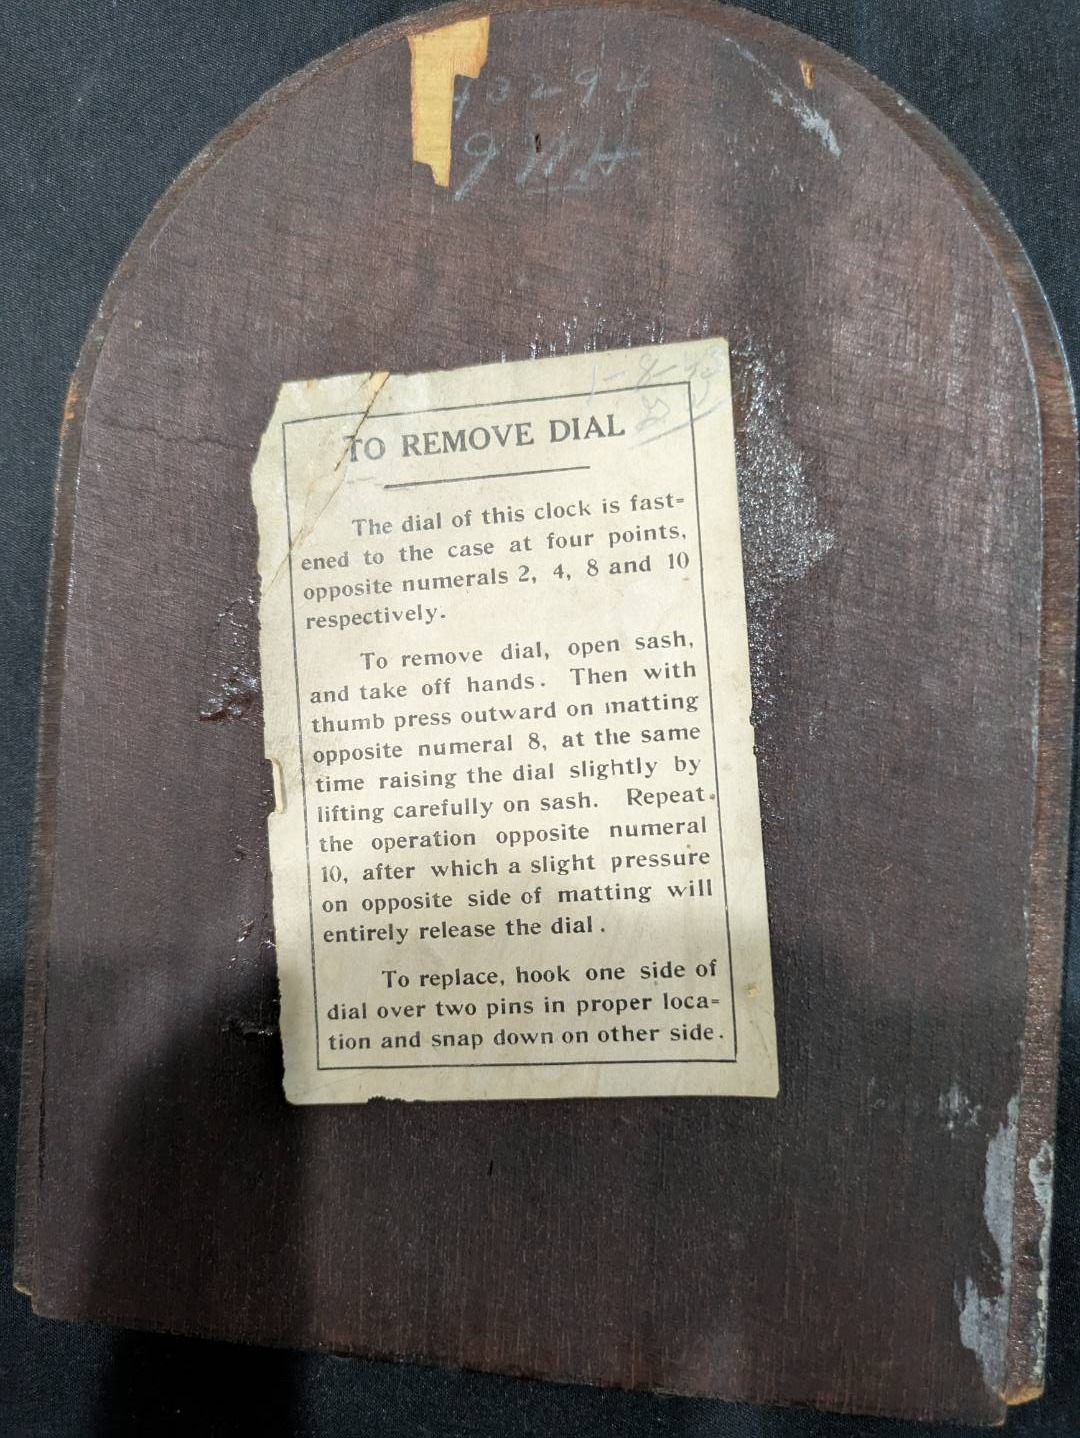 43294
TO REMOVE DIAL
The dial of this clock is fast=
ened to the case at four points,
opposite numerals 2, 4, 8 and 10
respectively.
To remove dial, open sash,
and take off hands. Then with
thumb press outward on matting
opposite numeral 8, at the same
time raising the dial slightly by
lifting carefully on sash. Repeat
the operation opposite numeral
10, after which a slight pressure
on opposite side of matting will
entirely release the dial.
To replace, hook one side of
dial over two pins in proper loca=
tion and snap down on other side.